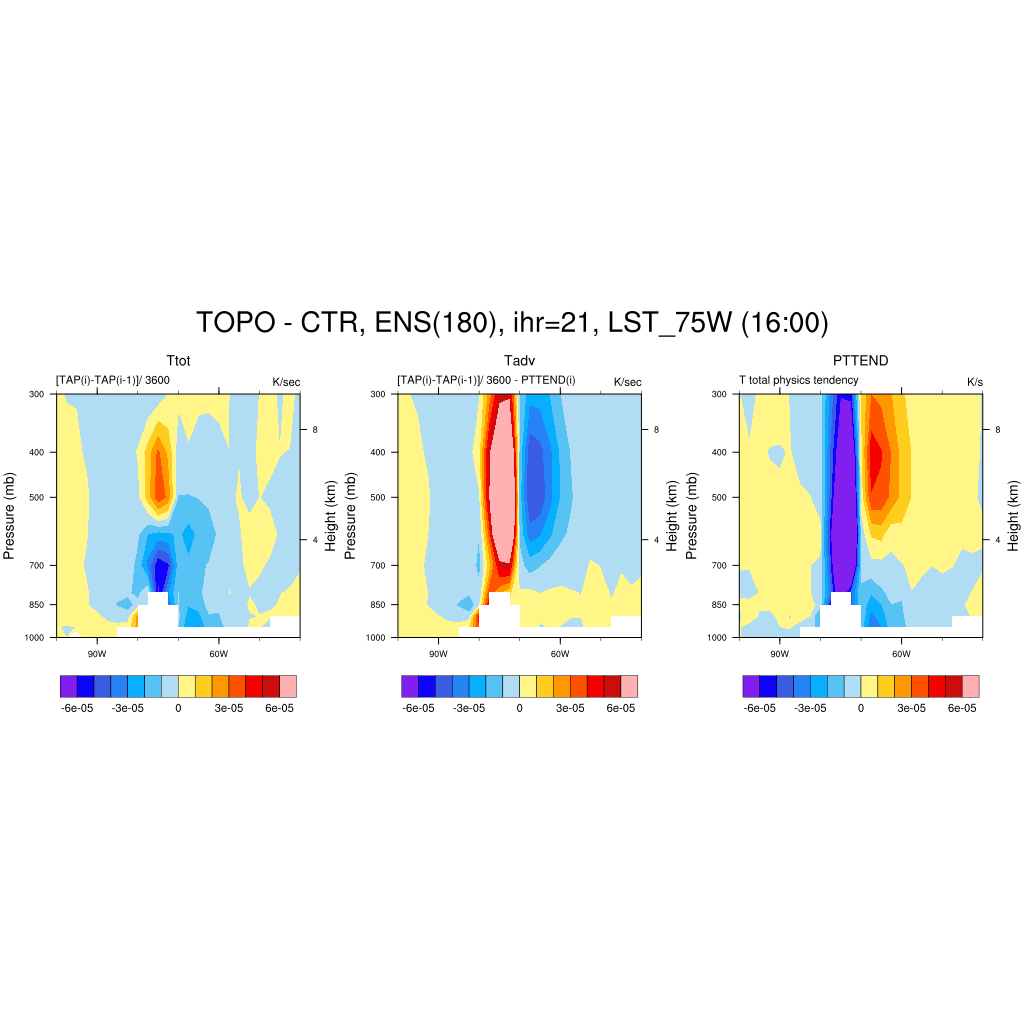 TOPO - CTR, ENS(180), ihr=21, LST_75W (16:00)
Ttot
[TAP(i)-TAP(i-1)]/ 3600 K/sec
300
400
500
700
850
1000
Pressure (mb)
8
4
Height (km)
90W 60W
-6e-05 -3e-05 0 3e-05 6e-05
Tadv
[TAP(i)-TAP(i-1)]/ 3600 - PTTEND(i) K/sec
300
400
500
700
850
1000
Pressure (mb)
8
4
Height (km)
90W 60W
-6e-05 -3e-05 0 3e-05 6e-05
PTTEND
T total physics tendency K/s
300
400
500
700
850
1000
Pressure (mb)
8
4
Height (km)
90W 60W
-6e-05 -3e-05 0 3e-05 6e-05